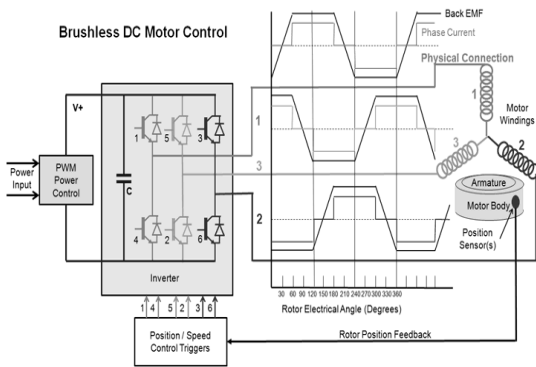 Brushless DC Motor Control
Back EMF
Phase Current
Physical Connection
V+
1
5
3
1
1
3
2
Motor
Windings
Power
Input
PWM
Power
Control
C
3
4
2
6
2
Armature
Motor Body
Position
Sensor(s)
Inverter
30 60 90 120 150 180 210 240 270 300 330 360
Rotor Electrical Angle (Degrees)
1 4 5 2 3 6
Position / Speed
Control Triggers
Rotor Position Feedback